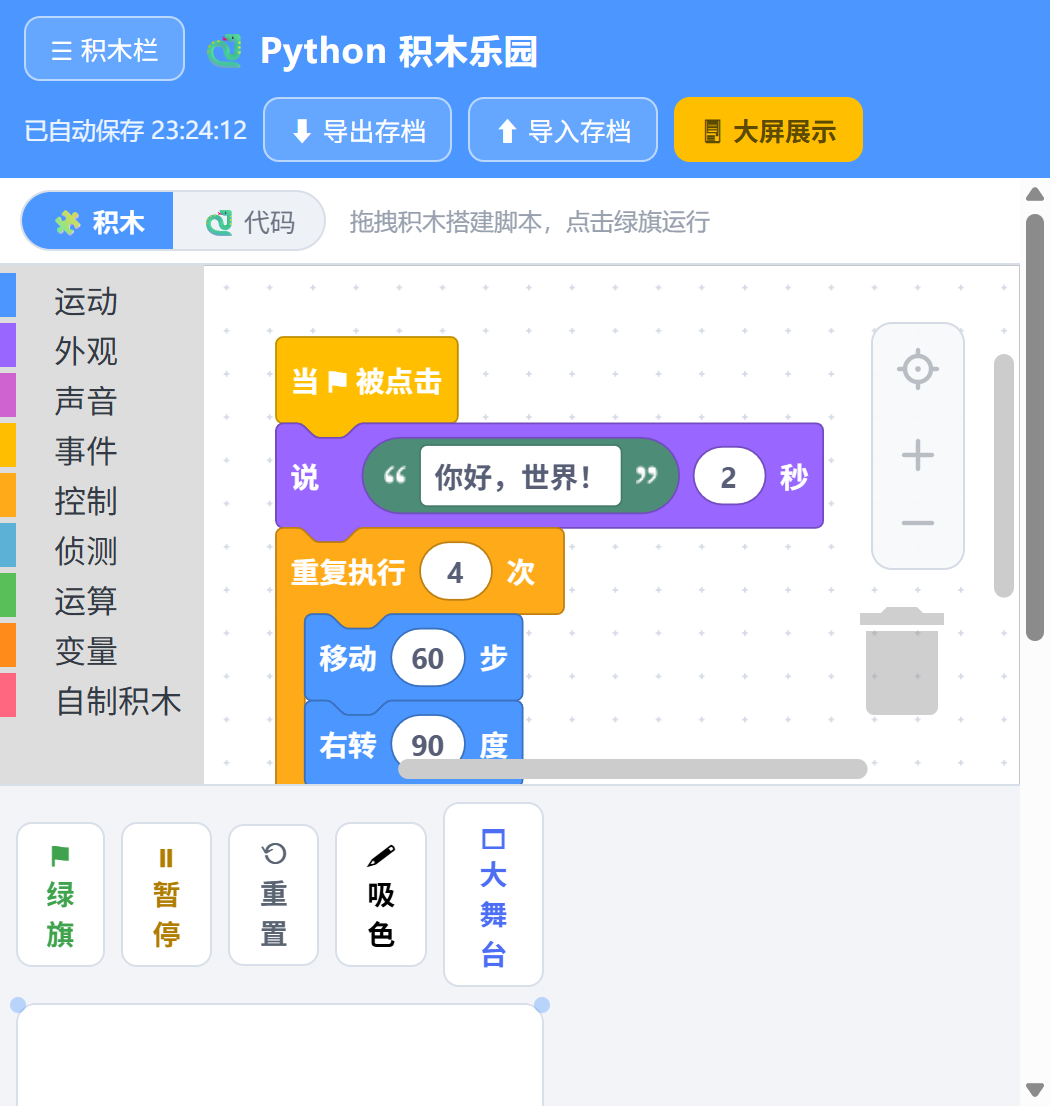 ☰ 积木栏
Python 积木乐园
已自动保存 23:24:12
⬇ 导出存档
⬆ 导入存档
大屏展示
积木
代码
拖拽积木搭建脚本，点击绿旗运行
运动
外观
声音
事件
控制
侦测
运算
变量
自制积木
当 ⚑ 被点击
说 “ 你好，世界！ ” 2 秒
重复执行 4 次
移动 60 步
右转 90 度
绿旗
暂停
重置
吸色
大舞台